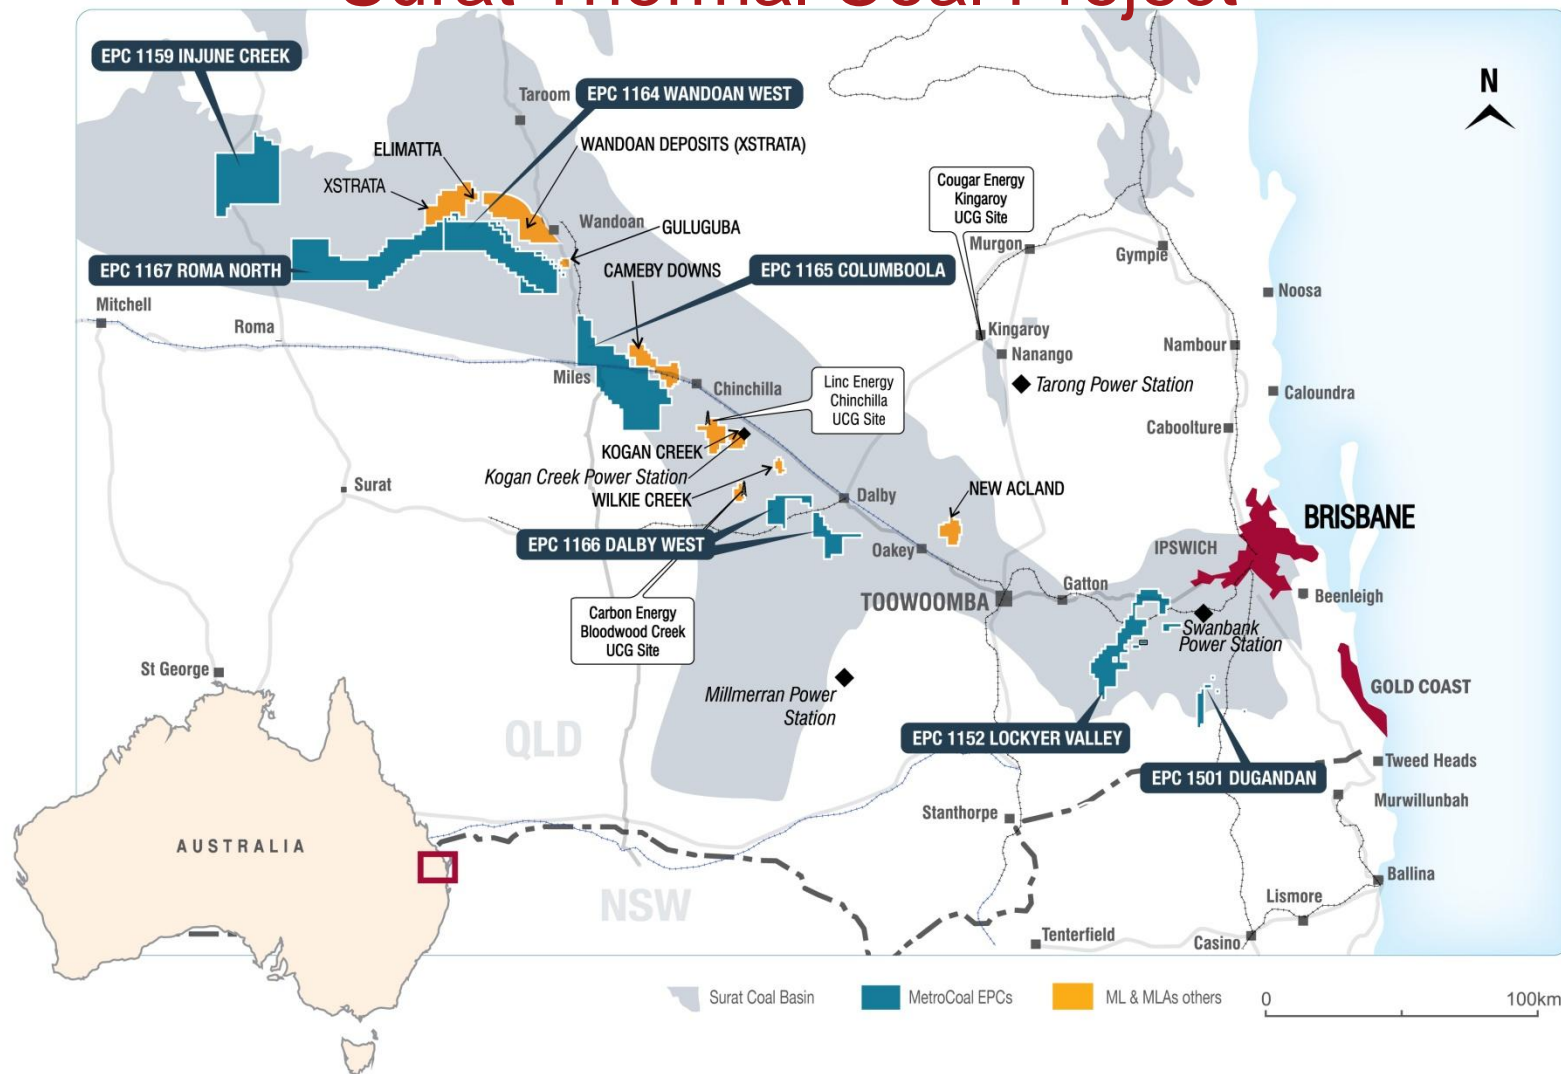 Surat Thermal Coal Project
EPC 1159 INJUNE CREEK
Taroom
EPC 1164 WANDOAN WEST
N
ELIMATTA
WANDOAN DEPOSITS (XSTRATA)
XSTRATA
Cougar Energy
Kingaroy
UCG Site
Wandoan
GULUGUBA
Murgon
Gympie
EPC 1167 ROMA NORTH
CAMEBY DOWNS
EPC 1165 COLUMBOOLA
Noosa
Mitchell
Roma
Kingaroy
Nanango
Nambour
Miles
Chinchilla
Linc Energy
Chinchilla
UCG Site
Tarong Power Station
Caloundra
Caboolture
KOGAN CREEK
Kogan Creek Power Station
WILKIE CREEK
Surat
Dalby
NEW ACLAND
BRISBANE
EPC 1166 DALBY WEST
Oakey
IPSWICH
Gatton
TOOWOOMBA
Beenleigh
Carbon Energy
Bloodwood Creek
UCG Site
Swanbank
Power Station
St George
Millmerran Power
Station
GOLD COAST
QLD
EPC 1152 LOCKYER VALLEY
EPC 1501 DUGANDAN
Tweed Heads
Murwillunbah
Stanthorpe
AUSTRALIA
NSW
Ballina
Lismore
Tenterfield
Casino
Surat Coal Basin
MetroCoal EPCs
ML & MLAs others
0
100km